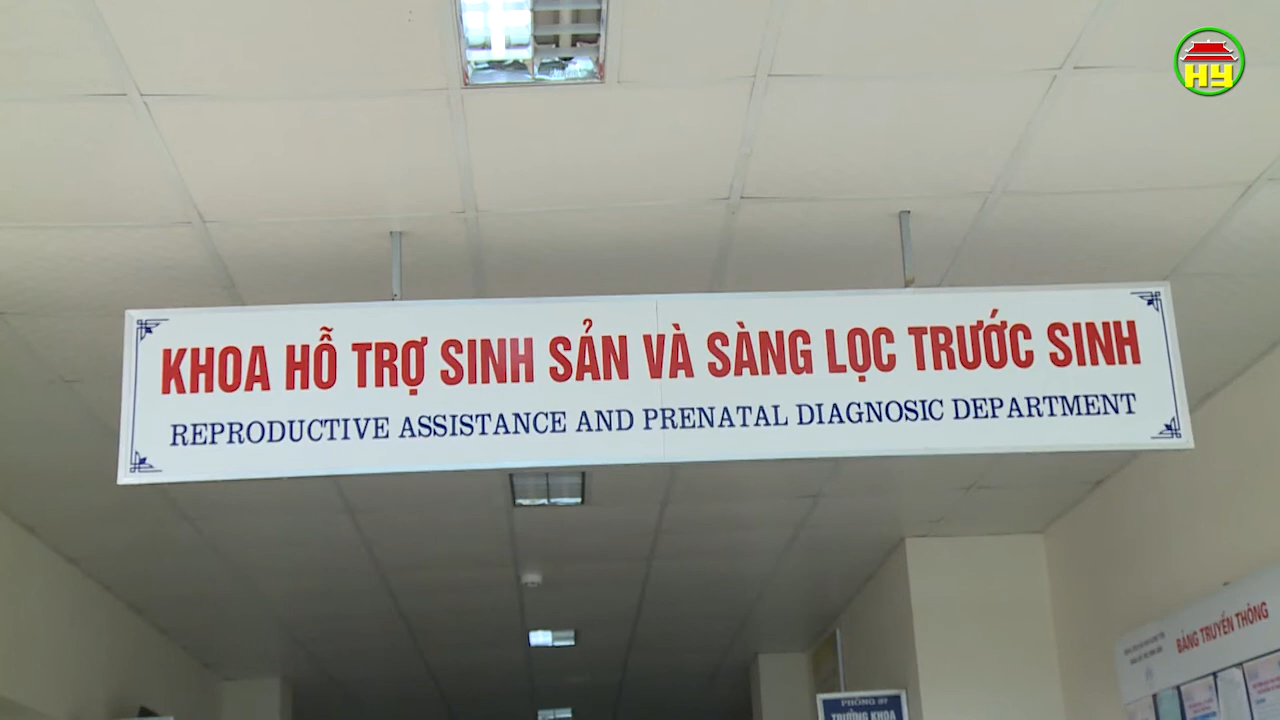 HY
KHOA HỖ TRỢ SINH SẢN VÀ SÀNG LỌC TRƯỚC SINH
REPRODUCTIVE ASSISTANCE AND PRENATAL DIAGNOSIC DEPARTMENT
BẢNG TRUYỀN THÔNG
TRƯỞNG KHOA